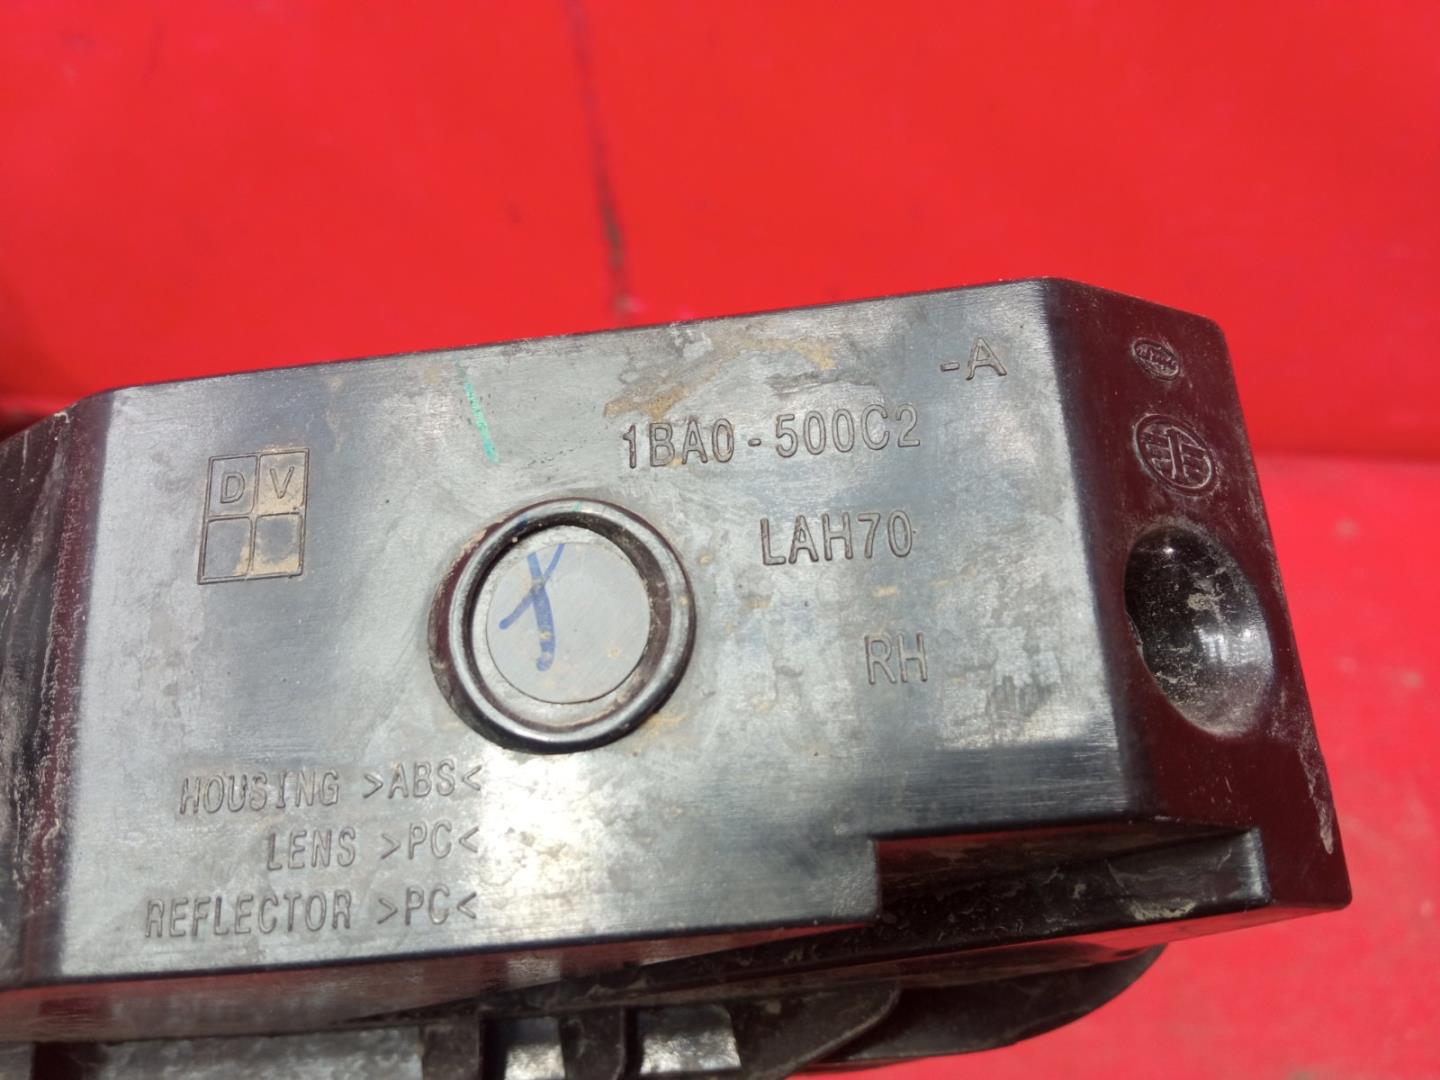 -A
1BA0-500C2
D V
LAH70
RH
HOUSING >ABS<
LENS >PC<
REFLECTOR >PC<